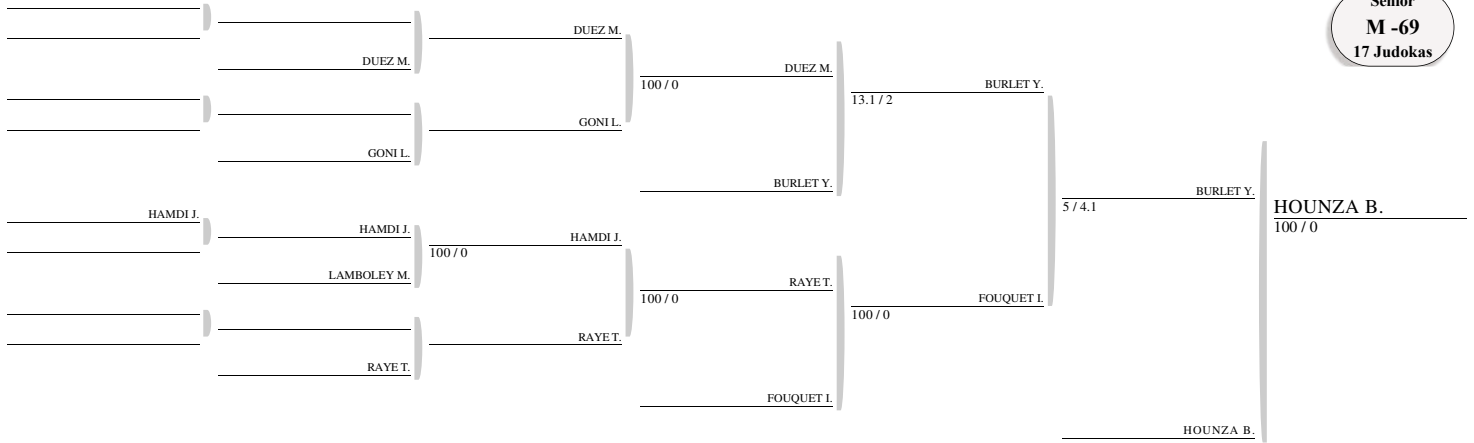 Senior
M -69
17 Judokas
DUEZ M.
DUEZ M.
DUEZ M.
100 / 0
BURLET Y.
13.1 / 2
GONI L.
GONI L.
BURLET Y.
BURLET Y.
5 / 4.1
HOUNZA B.
100 / 0
HAMDI J.
HAMDI J.
HAMDI J.
100 / 0
LAMBOLEY M.
RAYE T.
100 / 0
FOUQUET I.
100 / 0
RAYE T.
RAYE T.
FOUQUET I.
HOUNZA B.